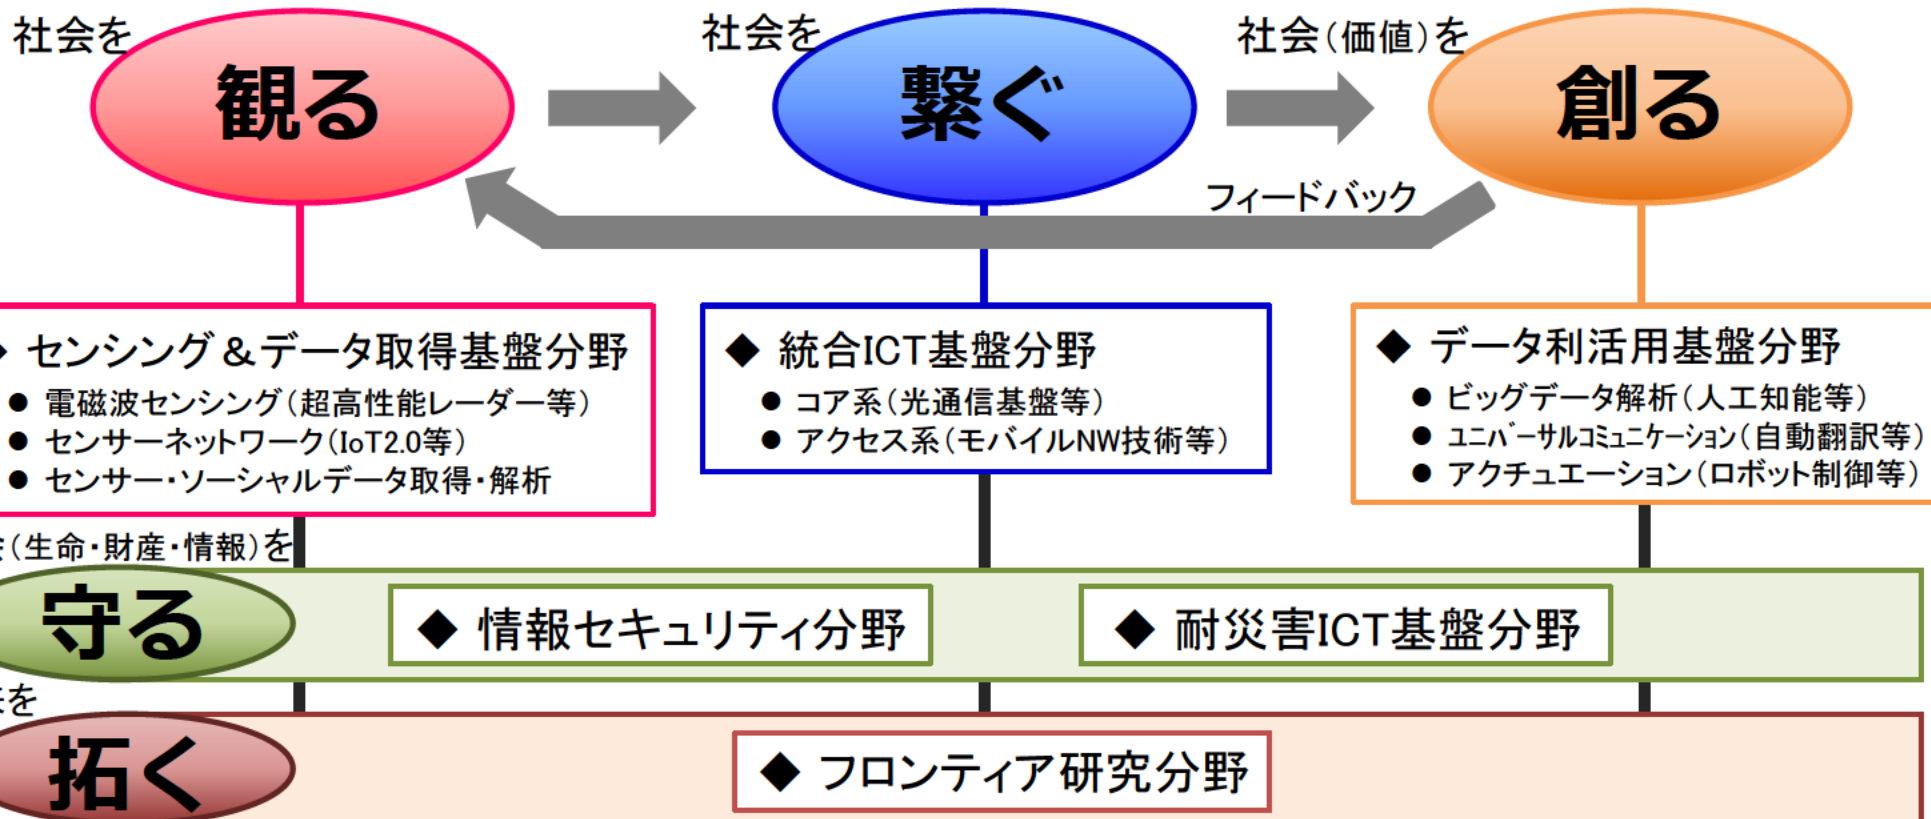 社会を
観る
社会を
繋ぐ
社会(価値)を
創る
フィードバック
◆ センシング&データ取得基盤分野
● 電磁波センシング(超高性能レーダー等)
● センサーネットワーク(IoT2.0等)
● センサー・ソーシャルデータ取得・解析
◆ 統合ICT基盤分野
● コア系(光通信基盤等)
● アクセス系(モバイルNW技術等)
◆ データ利活用基盤分野
● ビッグデータ解析(人工知能等)
● ユニバーサルコミュニケーション(自動翻訳等)
● アクチュエーション(ロボット制御等)
(生命・財産・情報)を
守る
◆ 情報セキュリティ分野
◆ 耐災害ICT基盤分野
を
拓く
◆ フロンティア研究分野